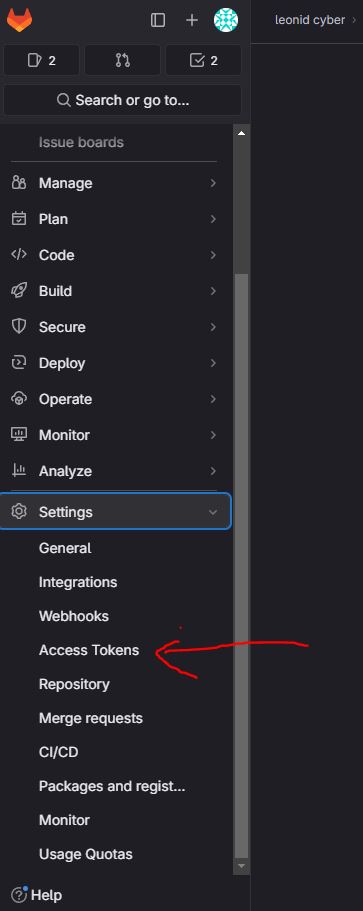 leonid cyber
2
2
Search or go to...
Issue boards
Manage
Plan
Code
Build
Secure
Deploy
Operate
Monitor
Analyze
Settings
General
Integrations
Webhooks
Access Tokens
Repository
Merge requests
CI/CD
Packages and regist...
Monitor
Usage Quotas
Help